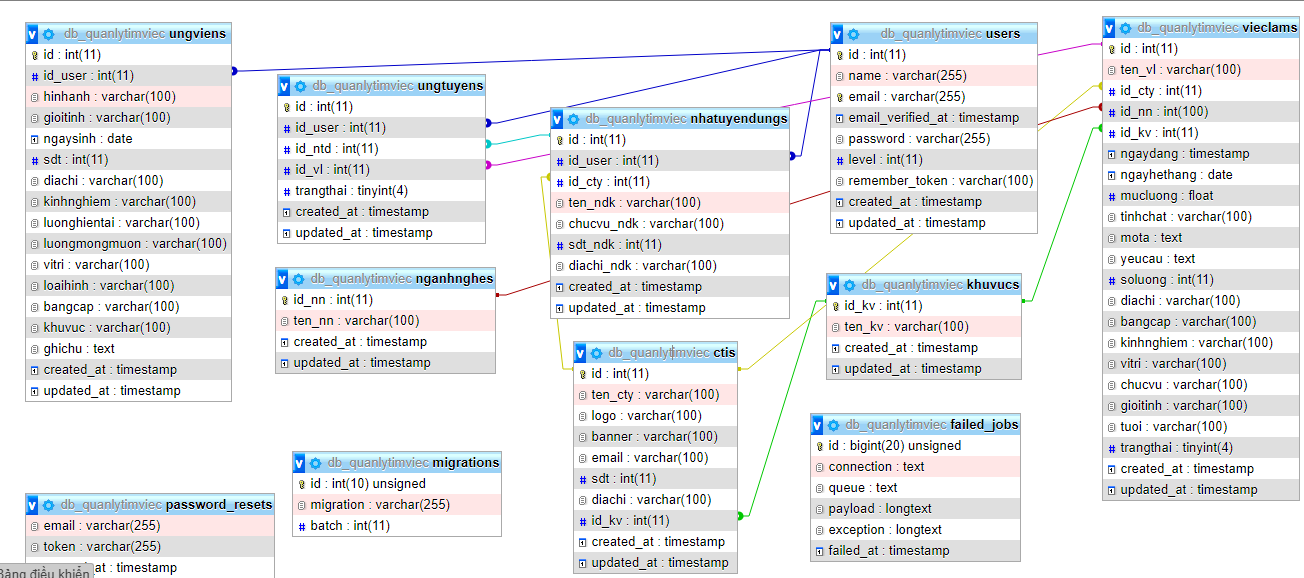 db_quanlytimviec ungviens
id : int(11)
id_user : int(11)
hinhanh : varchar(100)
gioitinh : varchar(100)
ngaysinh : date
sdt : int(11)
diachi : varchar(100)
kinhnghiem : varchar(100)
luonghientai : varchar(100)
luongmongmuon : varchar(100)
vitri : varchar(100)
loaihinh : varchar(100)
bangcap : varchar(100)
khuvuc : varchar(100)
ghichu : text
created_at : timestamp
updated_at : timestamp
db_quanlytimviec ungtuyens
id : int(11)
id_user : int(11)
id_ntd : int(11)
id_vl : int(11)
trangthai : tinyint(4)
created_at : timestamp
updated_at : timestamp
db_quanlytimviec nhatuyendungs
id : int(11)
id_user : int(11)
id_cty : int(11)
ten_ndk : varchar(100)
chucvu_ndk : varchar(100)
sdt_ndk : int(11)
diachi_ndk : varchar(100)
created_at : timestamp
updated_at : timestamp
db_quanlytimviec users
id : int(11)
name : varchar(255)
email : varchar(255)
email_verified_at : timestamp
password : varchar(255)
level : int(11)
remember_token : varchar(100)
created_at : timestamp
updated_at : timestamp
db_quanlytimviec vieclams
id : int(11)
ten_vl : varchar(100)
id_cty : int(11)
id_nn : int(100)
id_kv : int(11)
ngaydang : timestamp
ngayhethang : date
mucluong : float
tinhchat : varchar(100)
mota : text
yeucau : text
soluong : int(11)
diachi : varchar(100)
bangcap : varchar(100)
kinhnghiem : varchar(100)
vitri : varchar(100)
chucvu : varchar(100)
gioitinh : varchar(100)
tuoi : varchar(100)
trangthai : tinyint(4)
created_at : timestamp
updated_at : timestamp
db_quanlytimviec nganhnghes
id_nn : int(11)
ten_nn : varchar(100)
created_at : timestamp
updated_at : timestamp
db_quanlytimviec khuvucs
id_kv : int(11)
ten_kv : varchar(100)
created_at : timestamp
updated_at : timestamp
db_quanlytimviec ctis
id : int(11)
ten_cty : varchar(100)
logo : varchar(100)
banner : varchar(100)
email : varchar(100)
sdt : int(11)
diachi : varchar(100)
id_kv : int(11)
created_at : timestamp
updated_at : timestamp
db_quanlytimviec failed_jobs
id : bigint(20) unsigned
connection : text
queue : text
payload : longtext
exception : longtext
failed_at : timestamp
db_quanlytimviec migrations
id : int(10) unsigned
migration : varchar(255)
batch : int(11)
db_quanlytimviec password_resets
email : varchar(255)
token : varchar(255)
_at : timestamp
Bảng điều khiển